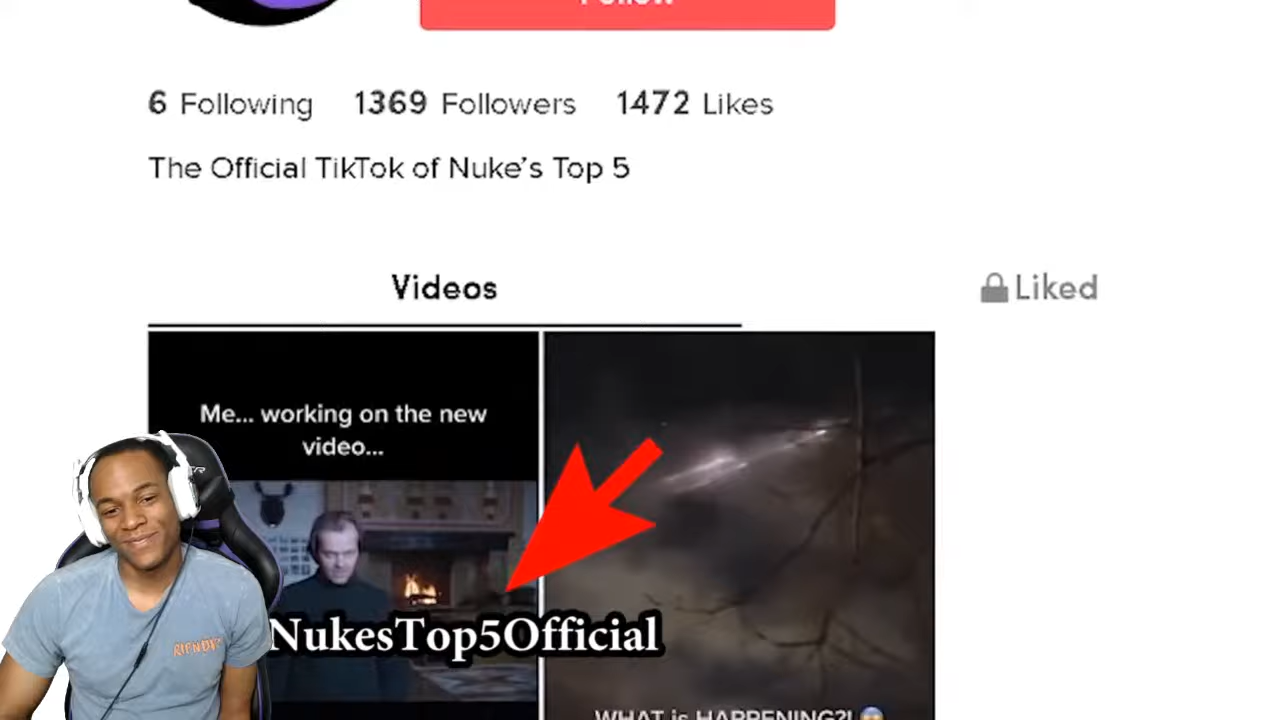 Follow
6 Following 1369 Followers 1472 Likes
The Official TikTok of Nuke's Top 5
Videos
Liked
Me... working on the new
video...
NukesTop5Official
WHAT is HAPPENING?! 😱